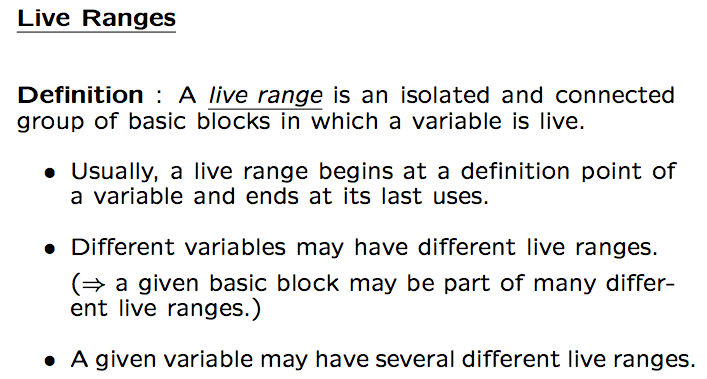 Live Ranges
Definition : A live range is an isolated and connected
group of basic blocks in which a variable is live.
• Usually, a live range begins at a definition point of
a variable and ends at its last uses.
• Different variables may have different live ranges.
(⇒ a given basic block may be part of many differ-
ent live ranges.)
• A given variable may have several different live ranges.